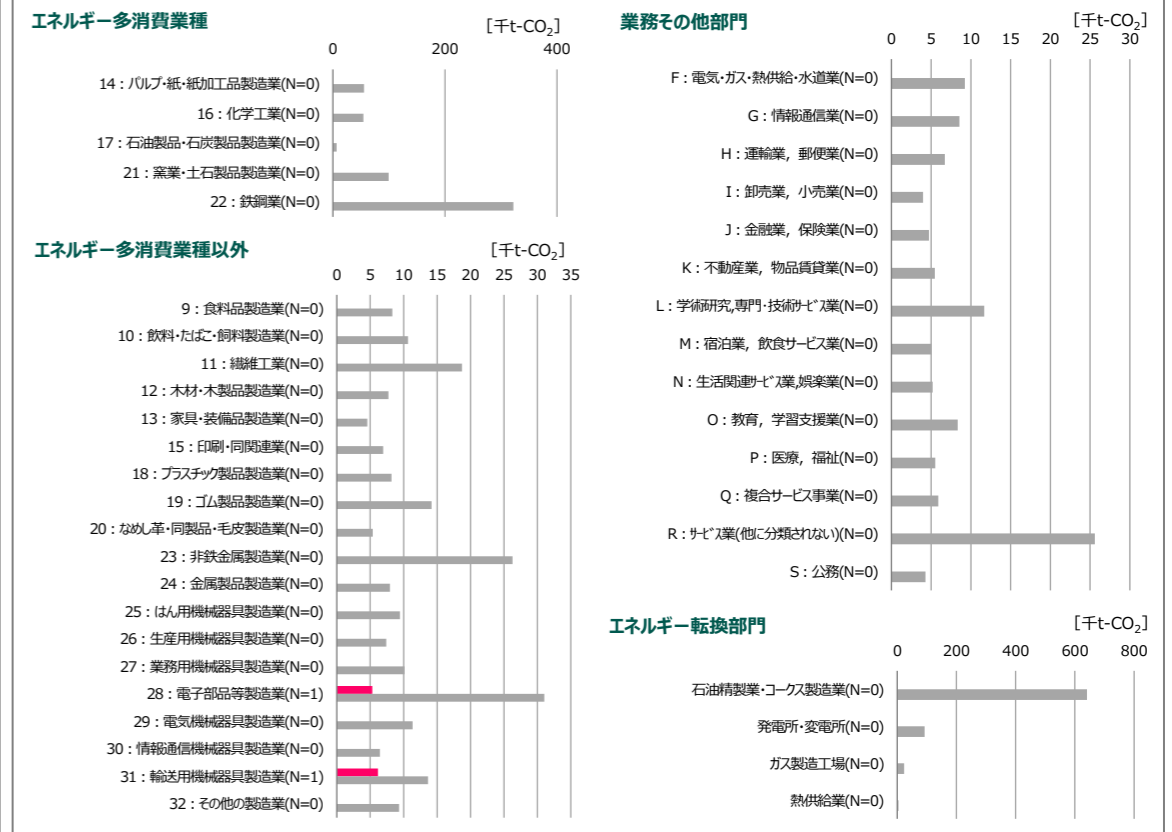 エネルギー多消費業種
[千t-CO2]
0 200 400
14:パルプ・紙・紙加工品製造業(N=0)
16:化学工業(N=0)
17:石油製品・石炭製品製造業(N=0)
21:窯業・土石製品製造業(N=0)
22:鉄鋼業(N=0)
エネルギー多消費業種以外
[千t-CO2]
0 5 10 15 20 25 30 35
9:食料品製造業(N=0)
10:飲料・たばこ・飼料製造業(N=0)
11:繊維工業(N=0)
12:木材・木製品製造業(N=0)
13:家具・装備品製造業(N=0)
15:印刷・同関連業(N=0)
18:プラスチック製品製造業(N=0)
19:ゴム製品製造業(N=0)
20:なめし革・同製品・毛皮製造業(N=0)
23:非鉄金属製造業(N=0)
24:金属製品製造業(N=0)
25:はん用機械器具製造業(N=0)
26:生産用機械器具製造業(N=0)
27:業務用機械器具製造業(N=0)
28:電子部品等製造業(N=1)
29:電気機械器具製造業(N=0)
30:情報通信機械器具製造業(N=0)
31:輸送用機械器具製造業(N=1)
32:その他の製造業(N=0)
業務その他部門
[千t-CO2]
0 5 10 15 20 25 30
F:電気・ガス・熱供給・水道業(N=0)
G:情報通信業(N=0)
H:運輸業，郵便業(N=0)
I:卸売業，小売業(N=0)
J:金融業，保険業(N=0)
K:不動産業，物品賃貸業(N=0)
L:学術研究,専門・技術サービス業(N=0)
M:宿泊業，飲食サービス業(N=0)
N:生活関連サービス業,娯楽業(N=0)
O:教育，学習支援業(N=0)
P:医療，福祉(N=0)
Q:複合サービス事業(N=0)
R:サービス業(他に分類されない)(N=0)
S:公務(N=0)
エネルギー転換部門
[千t-CO2]
0 200 400 600 800
石油精製業・コークス製造業(N=0)
発電所・変電所(N=0)
ガス製造工場(N=0)
熱供給業(N=0)